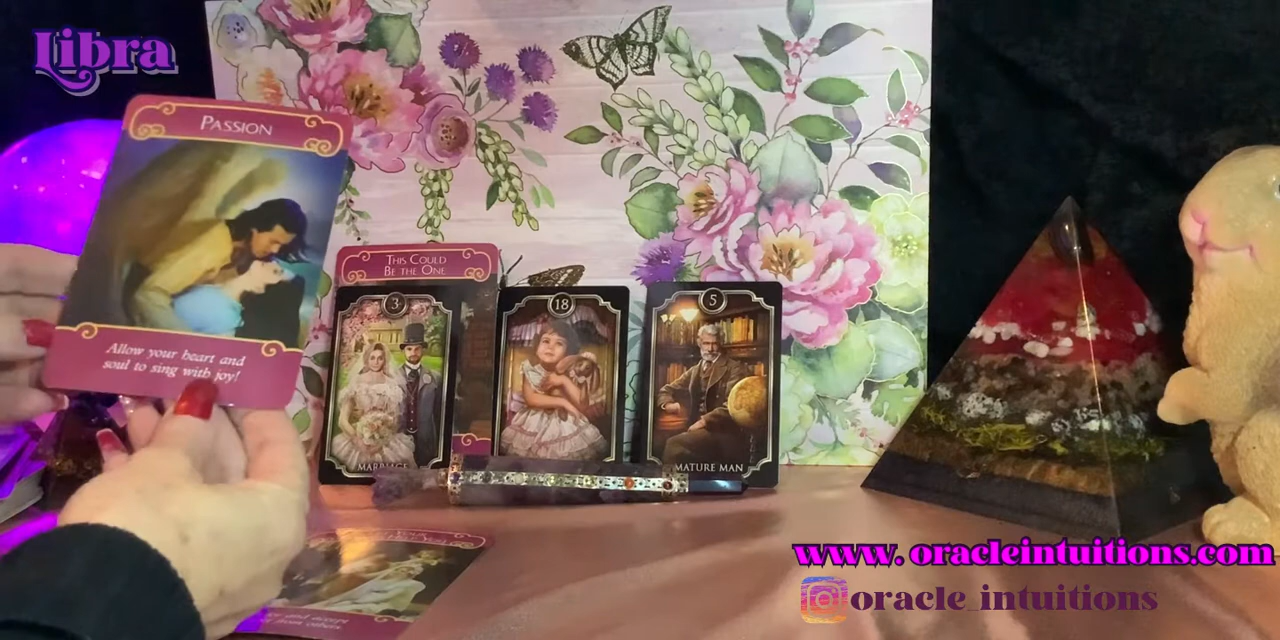 Libra
PASSION
Allow your heart and
soul to sing with joy!
THIS COULD
BE THE ONE
3
18
5
MARRIAGE
MATURE MAN
www.oracleintuitions.com
oracle_intuitions